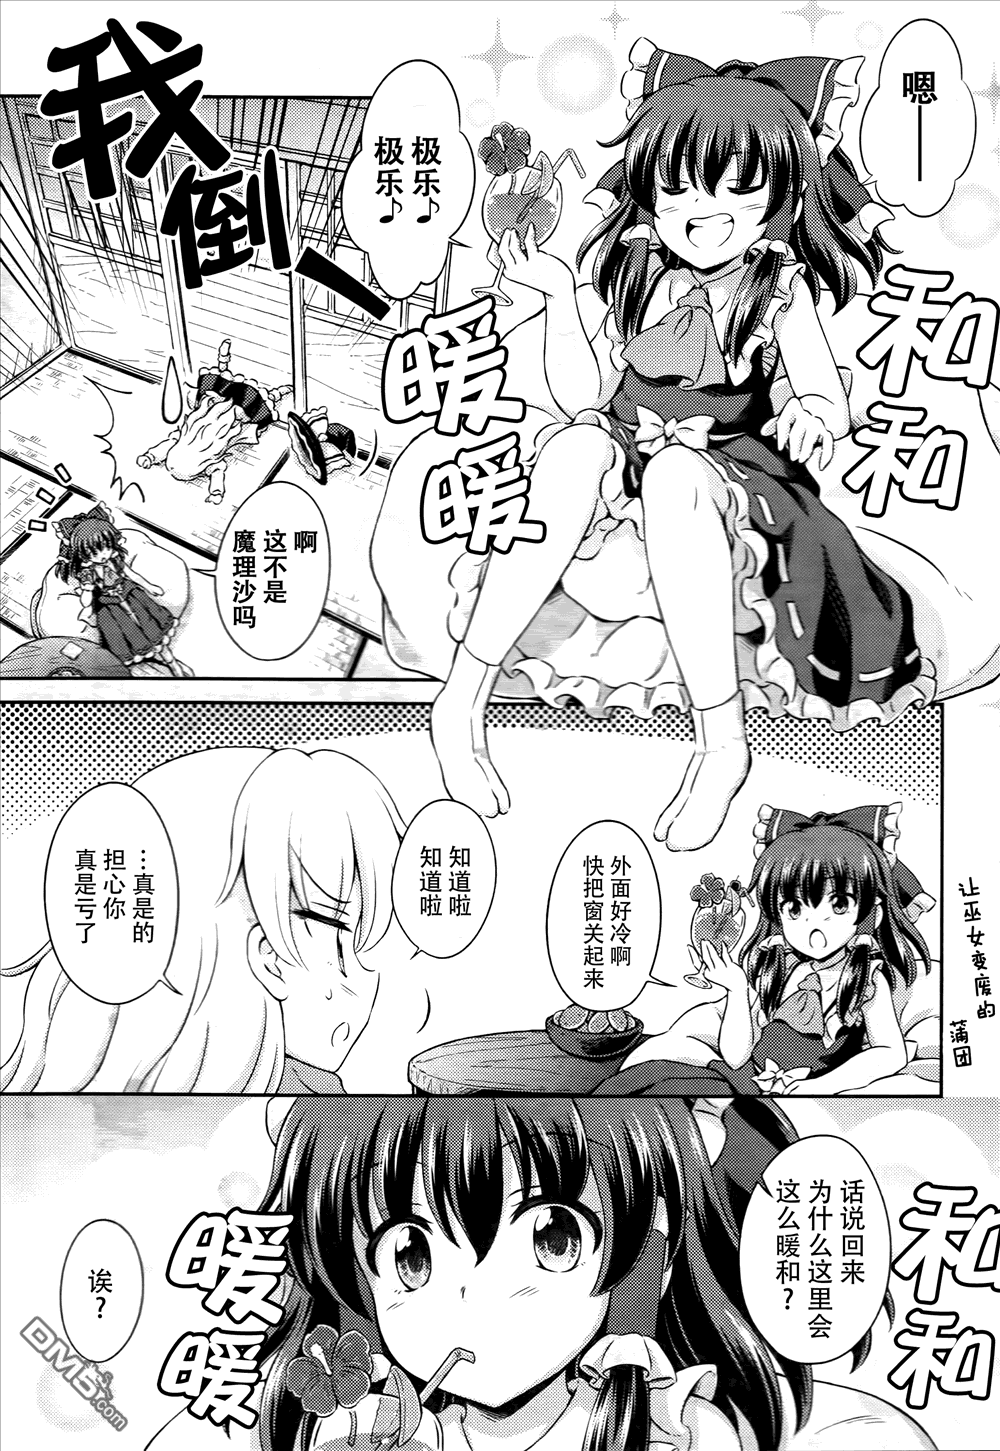 嗯——
极乐♪
极乐♪
暖暖
和和
我倒
啊
这不是
魔理沙吗
外面好冷啊
快把窗关起来
让巫女变废的
蒲团
知道啦
知道啦
…真是的
担心你
真是亏了
话说回来
为什么这里会
这么暖和?
暖暖
和和
诶?
DM5.com